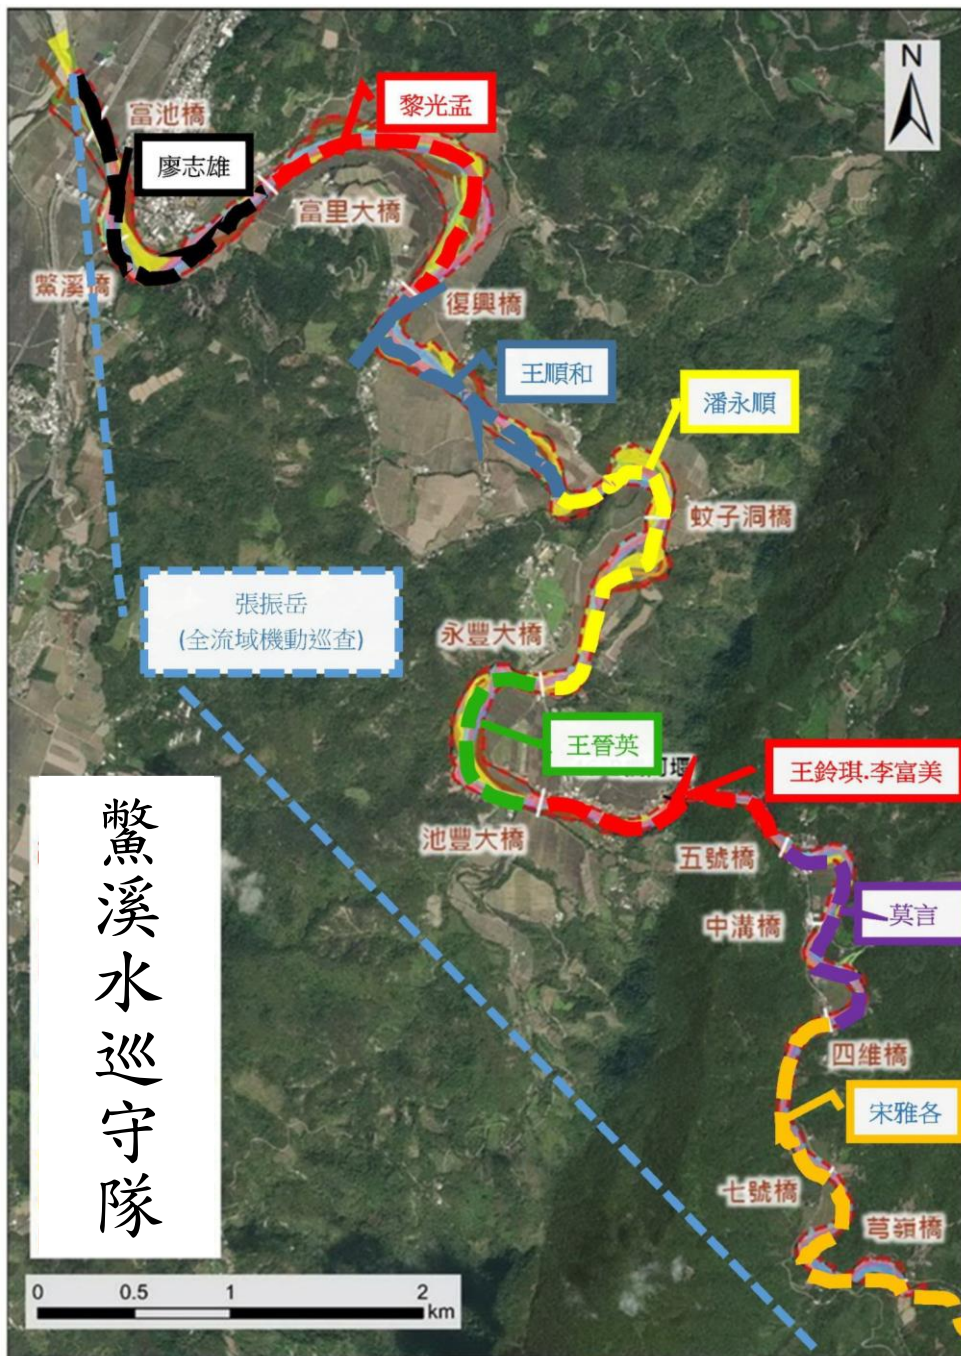 N
黎光孟
富池橋
廖志雄
富里大橋
鱉溪橋
復興橋
王順和
潘永順
蚊子洞橋
張振岳
(全流域機動巡查)
永豐大橋
王晉英
王鈴琪.李富美
池豐大橋
五號橋
莫言
中溝橋
四維橋
宋雅各
七號橋
萼嶺橋
鱉溪水巡守隊
0 0.5 1 2
km